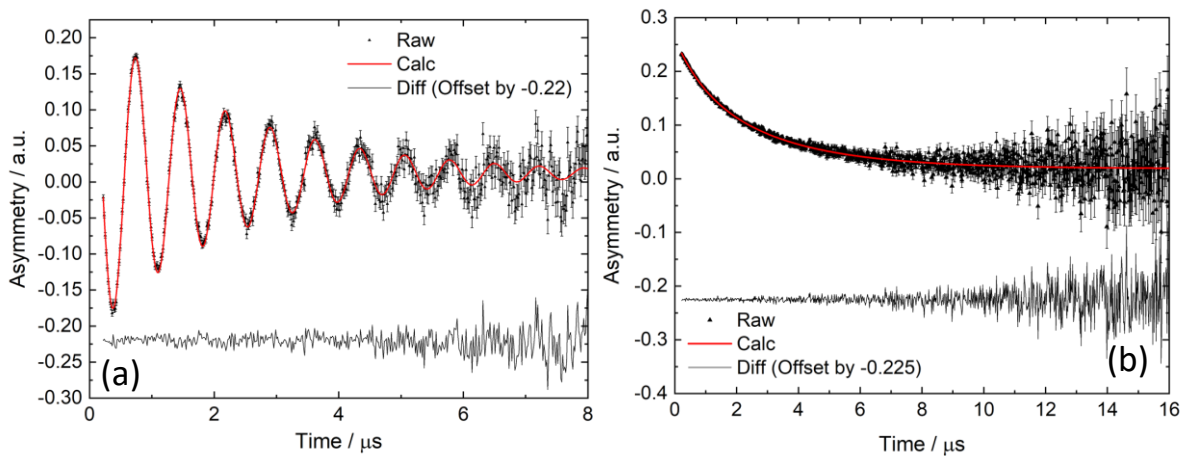 0.20
0.15
0.10
0.05
0.00
-0.05
-0.10
-0.15
-0.20
-0.25
-0.30
Asymmetry / a.u.
Raw
Calc
Diff (Offset by -0.22)
(a)
0 2 4 6 8
Time / μs
0.3
0.2
0.1
0.0
-0.1
-0.2
-0.3
-0.4
Asymmetry / a.u.
Raw
Calc
Diff (Offset by -0.225)
(b)
0 2 4 6 8 10 12 14 16
Time / μs